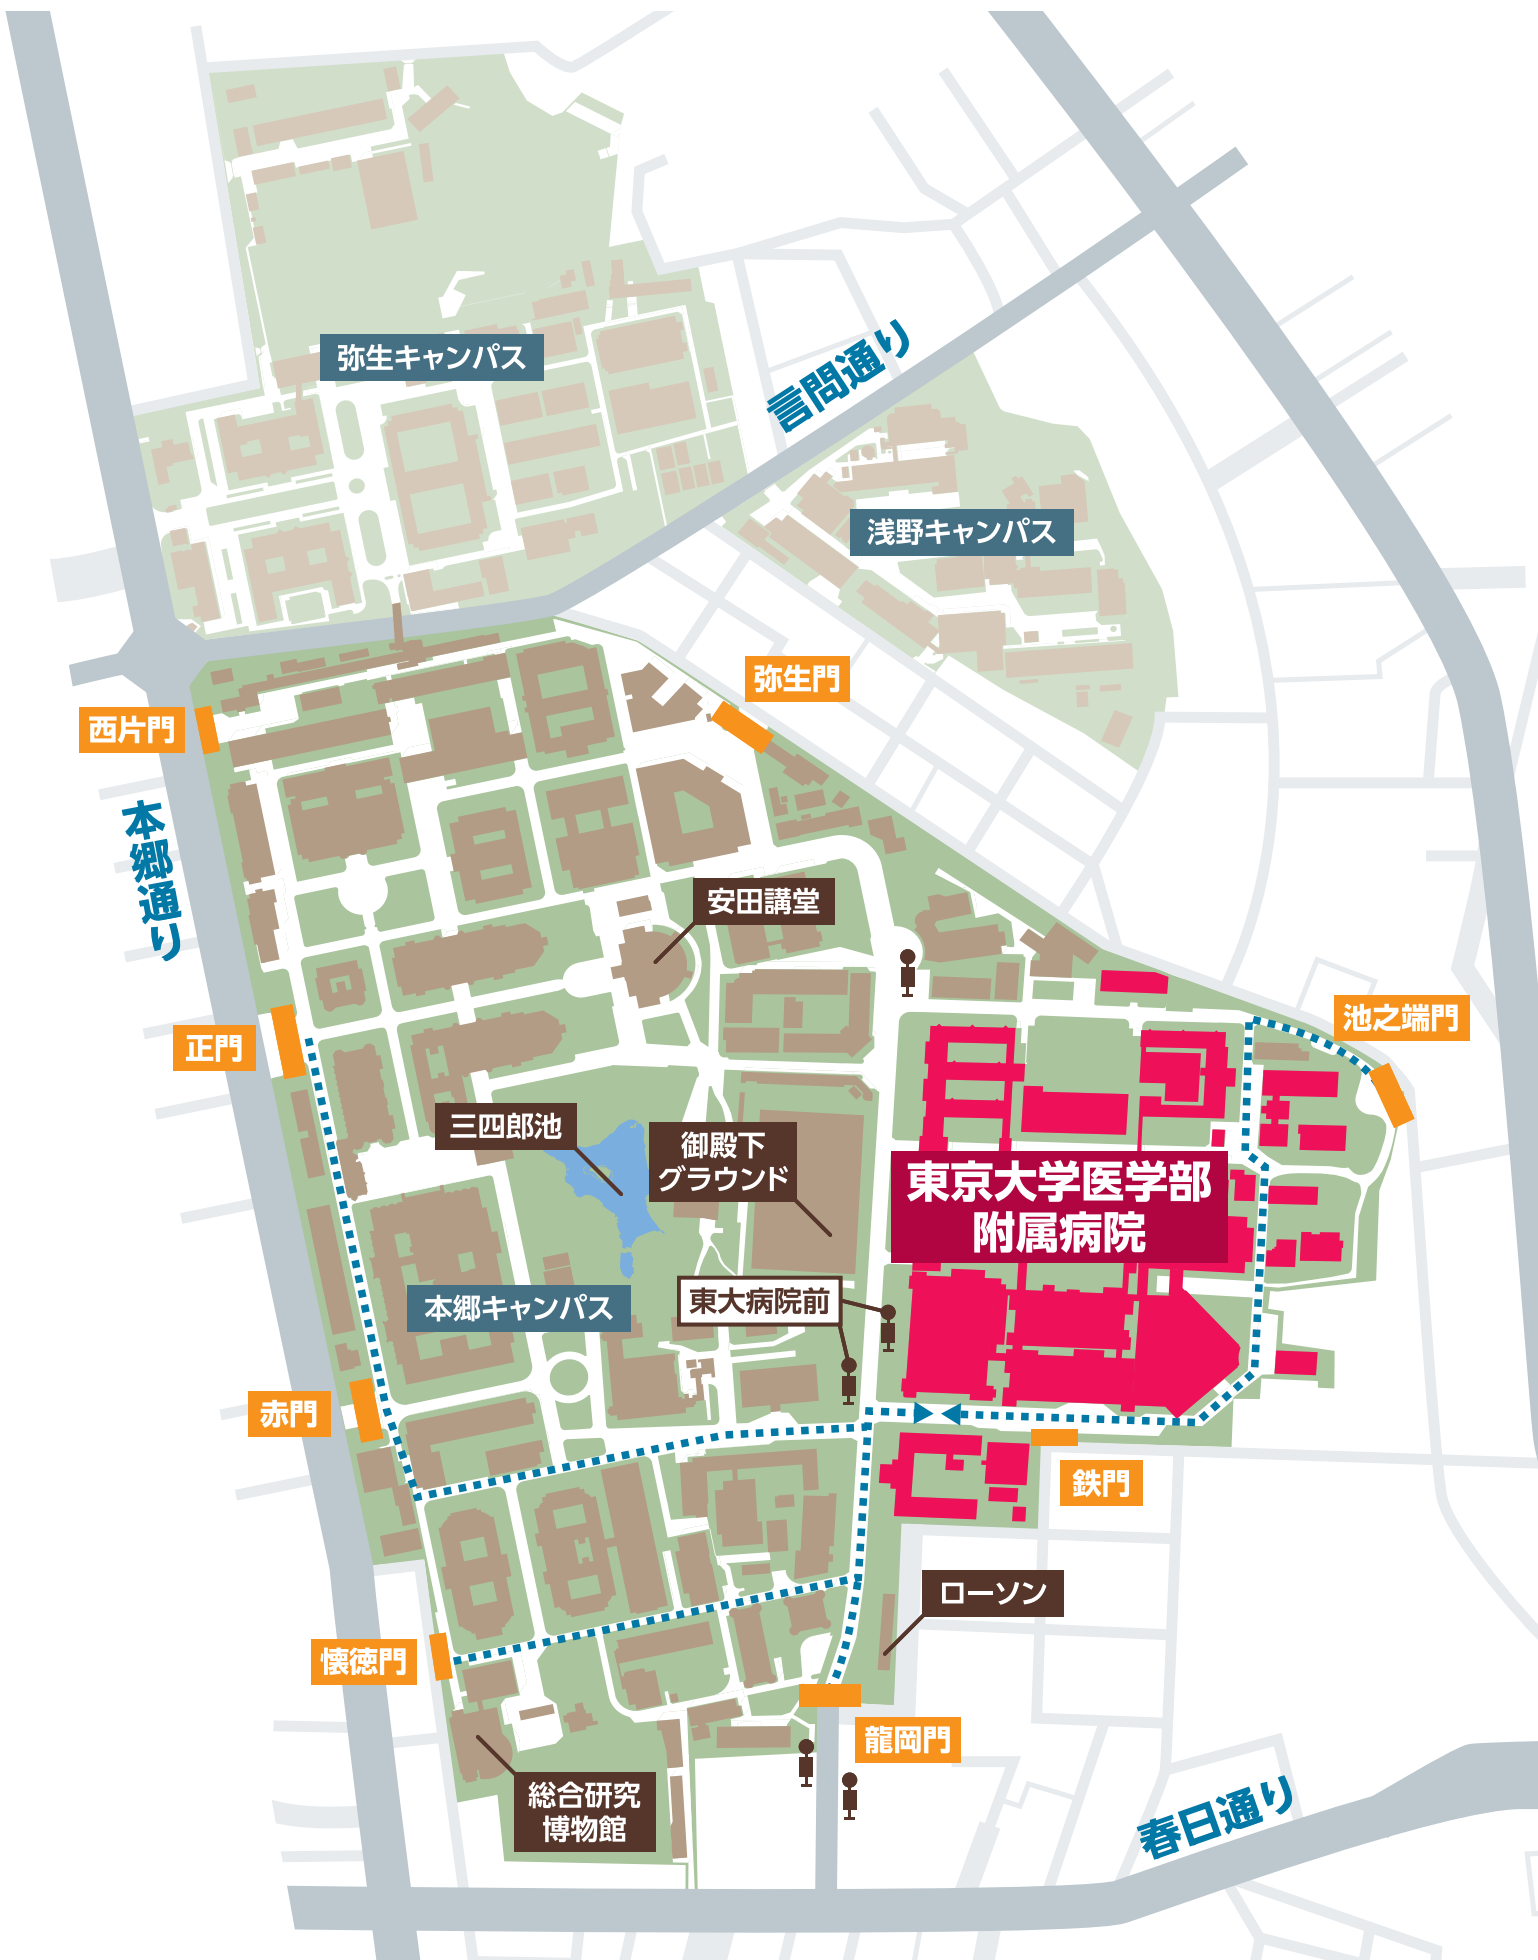 弥生キャンパス
言問通り
浅野キャンパス
弥生門
西片門
本郷通り
安田講堂
池之端門
正門
三四郎池
御殿下
グラウンド
東京大学医学部
附属病院
本郷キャンパス
東大病院前
赤門
鉄門
ローソン
懐徳門
龍岡門
総合研究
博物館
春日通り